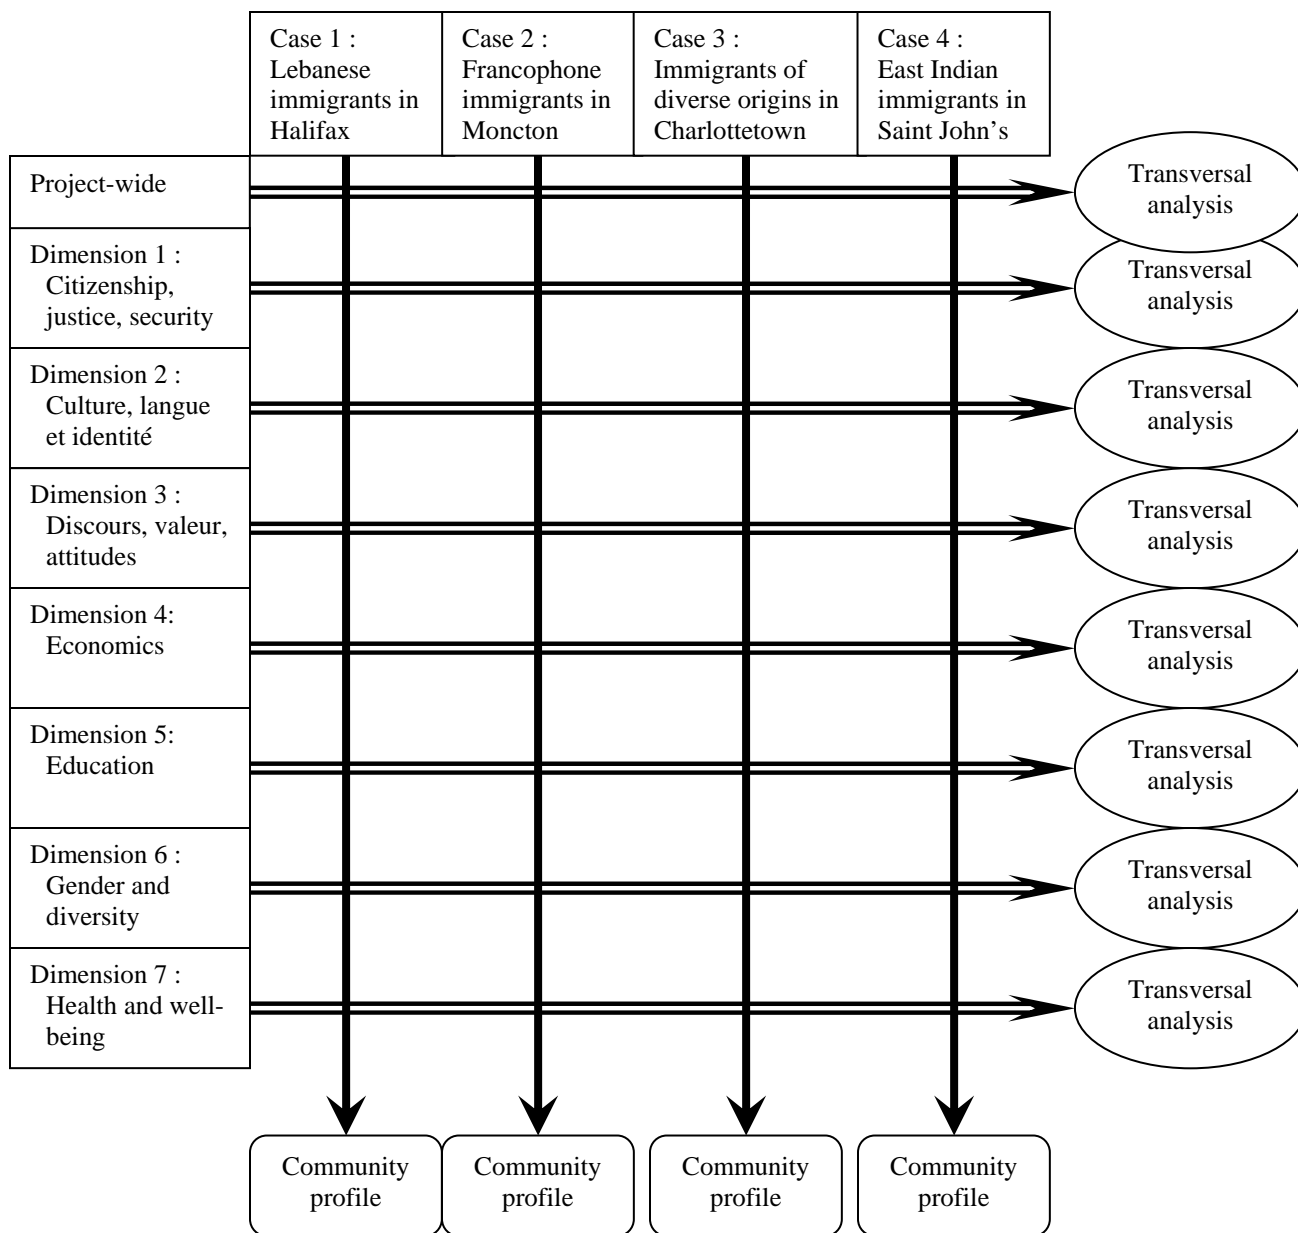 Case 1 :
Lebanese
immigrants in
Halifax
Case 2 :
Francophone
immigrants in
Moncton
Case 3 :
Immigrants of
diverse origins in
Charlottetown
Case 4 :
East Indian
immigrants in
Saint John’s
Project-wide
Transversal
analysis
Dimension 1 :
Citizenship,
justice, security
Transversal
analysis
Dimension 2 :
Culture, langue
et identité
Transversal
analysis
Dimension 3 :
Discours, valeur,
attitudes
Transversal
analysis
Dimension 4:
Economics
Transversal
analysis
Dimension 5:
Education
Transversal
analysis
Dimension 6 :
Gender and
diversity
Transversal
analysis
Dimension 7 :
Health and well-
being
Transversal
analysis
Community
profile
Community
profile
Community
profile
Community
profile